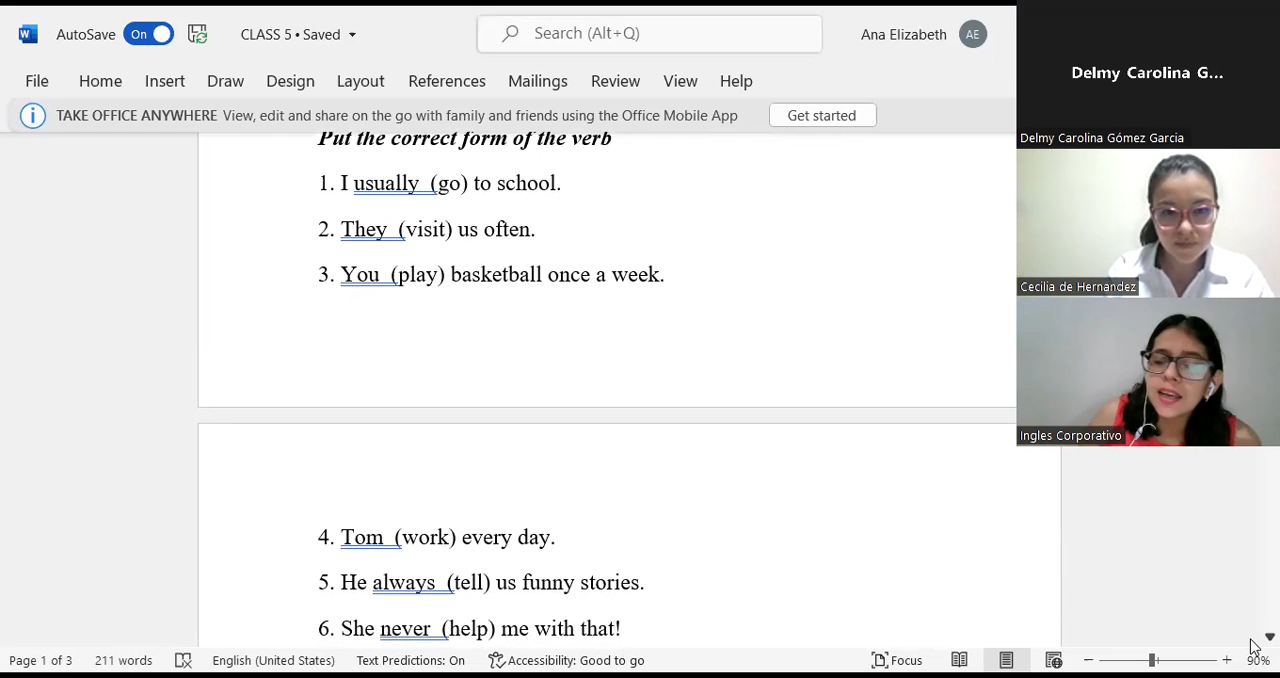 AutoSave On CLASS 5 • Saved Search (Alt+Q) Ana Elizabeth AE
File Home Insert Draw Design Layout References Mailings Review View Help
TAKE OFFICE ANYWHERE View, edit and share on the go with family and friends using the Office Mobile App Get started
Put the correct form of the verb
1. I usually (go) to school.
2. They (visit) us often.
3. You (play) basketball once a week.
4. Tom (work) every day.
5. He always (tell) us funny stories.
6. She never (help) me with that!
Page 1 of 3 211 words English (United States) Text Predictions: On Accessibility: Good to go Focus 90%
Delmy Carolina G...
Delmy Carolina Gómez Garcia
Cecilia de Hernandez
Ingles Corporativo